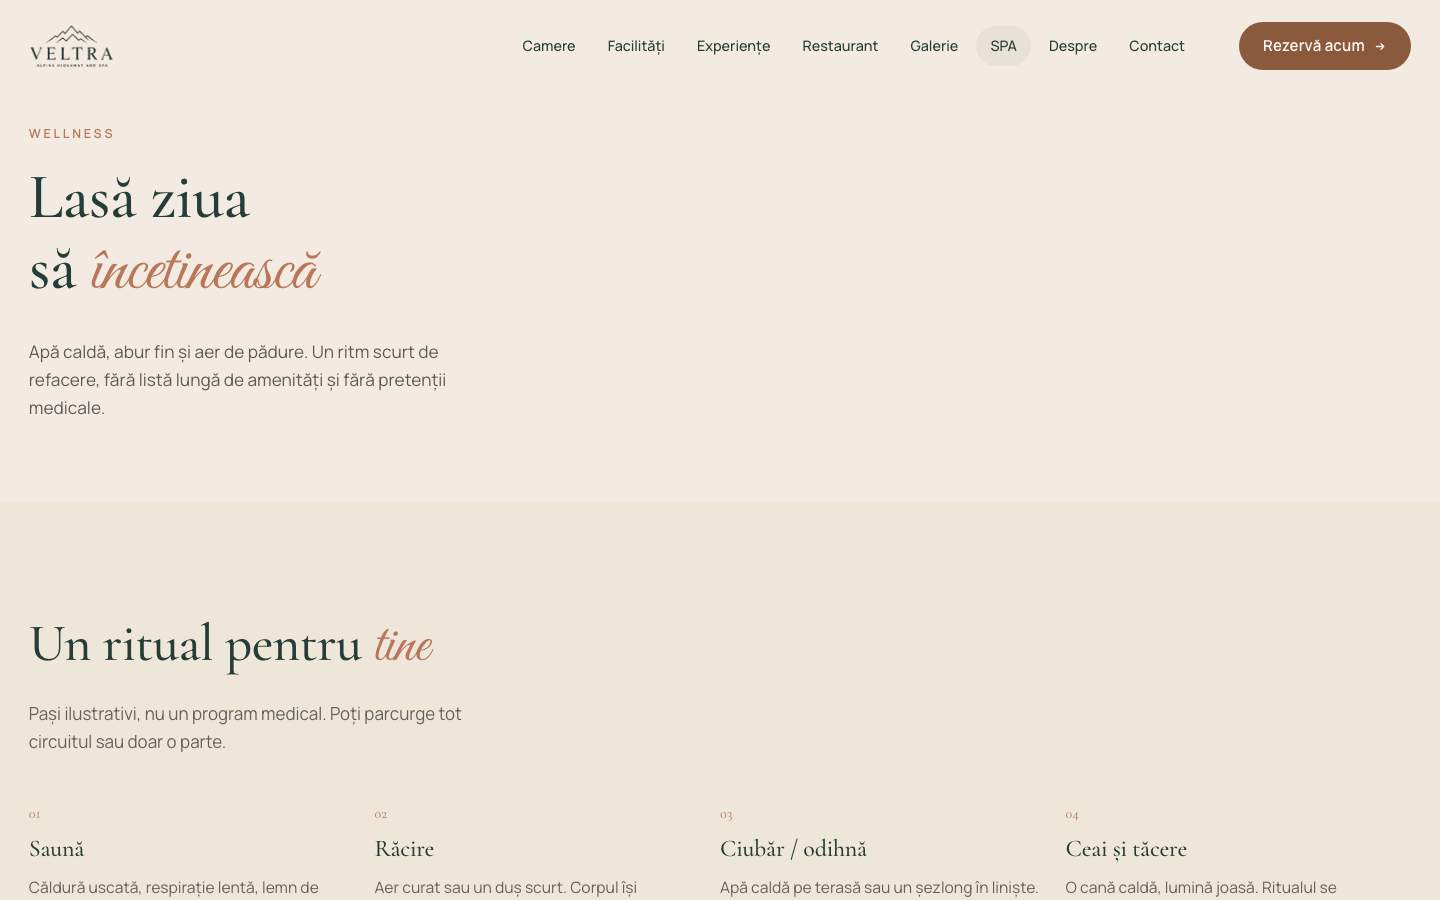 VELTRA
ALPINE HIDEAWAY AND SPA
Camere
Facilități
Experiențe
Restaurant
Galerie
SPA
Despre
Contact
Rezervă acum →
WELLNESS
Lasă ziua
să încetinească
Apă caldă, abur fin și aer de pădure. Un ritm scurt de
refacere, fără listă lungă de amenități și fără pretenții
medicale.
Un ritual pentru tine
Pași ilustrativi, nu un program medical. Poți parcurge tot
circuitul sau doar o parte.
01
Saună
Căldură uscată, respirație lentă, lemn de
02
Răcire
Aer curat sau un duș scurt. Corpul își
03
Ciubăr / odihnă
Apă caldă pe terasă sau un șezlong în liniște.
04
Ceai și tăcere
O cană caldă, lumină joasă. Ritualul se